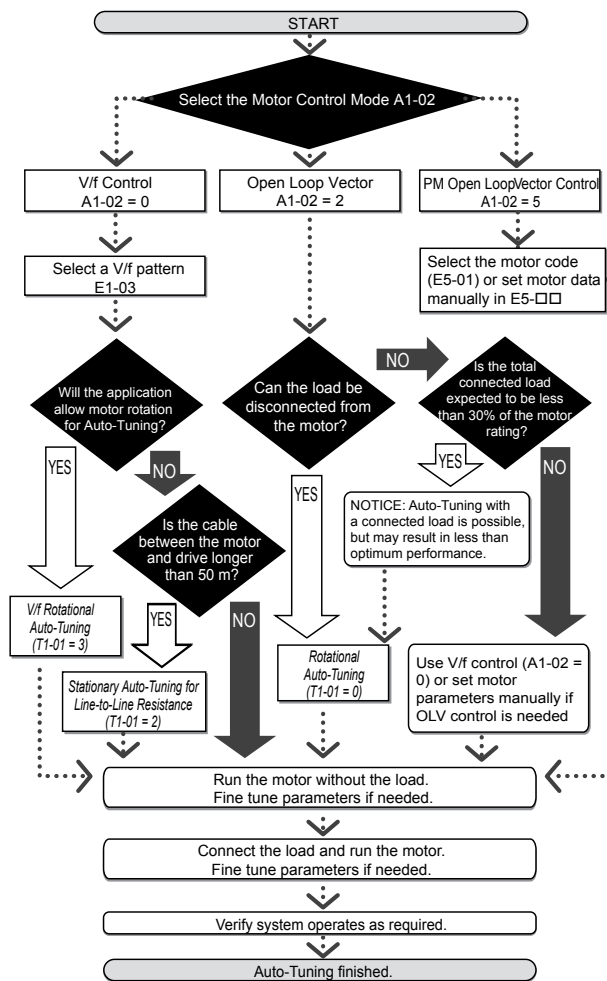 START
Select the Motor Control Mode A1-02
V/f Control
A1-02 = 0
Open Loop Vector
A1-02 = 2
PM Open LoopVector Control
A1-02 = 5
Select a V/f pattern
E1-03
Select the motor code
(E5-01) or set motor data
manually in E5-□□
Will the application
allow motor rotation
for Auto-Tuning?
Can the load be
disconnected from
the motor?
NO
Is the total
connected load
expected to be less
than 30% of the motor
rating?
YES
NO
Is the cable
between the motor
and drive longer
than 50 m?
YES
YES
NO
NOTICE: Auto-Tuning with
a connected load is possible,
but may result in less than
optimum performance.
V/f Rotational
Auto-Tuning
(T1-01 = 3)
YES
NO
Stationary Auto-Tuning for
Line-to-Line Resistance
(T1-01 = 2)
Rotational
Auto-Tuning
(T1-01 = 0)
Use V/f control (A1-02 =
0) or set motor
parameters manually if
OLV control is needed
Run the motor without the load.
Fine tune parameters if needed.
Connect the load and run the motor.
Fine tune parameters if needed.
Verify system operates as required.
Auto-Tuning finished.